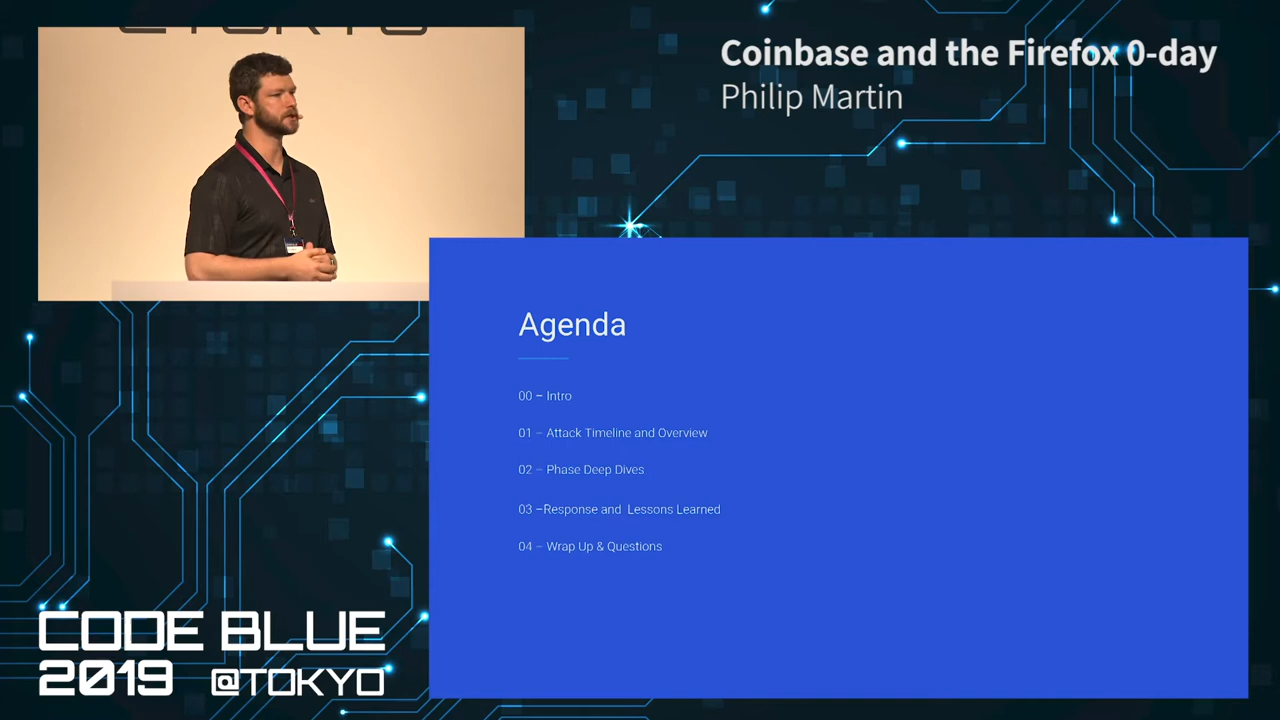 Coinbase and the Firefox 0-day
Philip Martin
Agenda
00 – Intro
01 – Attack Timeline and Overview
02 – Phase Deep Dives
03 –Response and  Lessons Learned
04 – Wrap Up & Questions
CODE BLUE
2019 @TOKYO